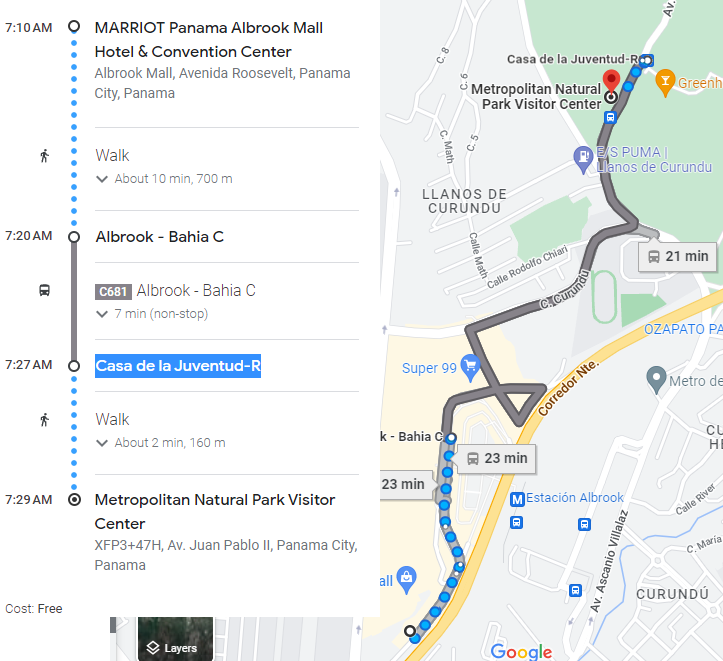 7:10 AM
MARRIOT Panama Albrook Mall
Hotel & Convention Center
Albrook Mall, Avenida Roosevelt, Panama
City, Panama
Walk
About 10 min, 700 m
7:20 AM
Albrook - Bahia C
C681 Albrook - Bahia C
7 min (non-stop)
7:27 AM
Casa de la Juventud-R
Walk
About 2 min, 160 m
7:29 AM
Metropolitan Natural Park Visitor
Center
XFP3+47H, Av. Juan Pablo II, Panama City,
Panama
Cost: Free
Layers
Av.
C. 8
C. 6
Casa de la Juventud-R
Metropolitan Natural
Park Visitor Center
Greenh
C. 5
C. Math
E/S PUMA |
Llanos de Curundu
LLANOS DE
CURUNDU
Calle Math
Calle Rodolfo Chiari
21 min
C. Curundu
OZAPATO PA
Super 99
Corredor Nte.
Metro de
k - Bahia C
23 min
23 min
CU
HE
Estación Albrook
M
Calle River
C. Maria
Av. Ascanio Villalaz
all
CURUNDÚ
Google